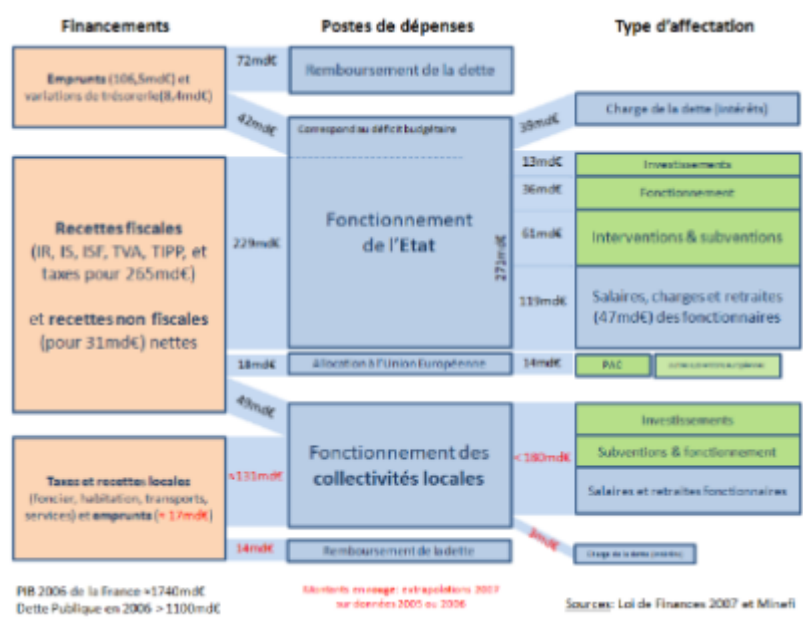 Financements
Postes de dépenses
Type d'affectation
Emprunts (106,5md€) et
variations de trésorerie(8,4md€)
72md€
Remboursement de la dette
42md€
Correspond au déficit budgétaire
39md€
Charge de la dette (intérêts)
Recettes fiscales
(IR, IS, ISF, TVA, TIPP, et
taxes pour 265md€)
et recettes non fiscales
(pour 31md€) nettes
229md€
Fonctionnement
de l'Etat
271md€
13md€
Investissements
36md€
Fonctionnement
61md€
Interventions & subventions
119md€
Salaires, charges et retraites
(47md€) des fonctionnaires
18md€
Allocation à l'Union Européenne
14md€
PAC
49md€
Taxes et recettes locales
(foncier, habitation, transports,
services) et emprunts (≈ 17md€)
≈131md€
Fonctionnement des
collectivités locales
<180md€
Investissements
Subventions & fonctionnement
Salaires et retraites fonctionnaires
14md€
Remboursement de la dette
Charge de la dette (intérêts)
PIB 2006 de la France ≈1740md€
Dette Publique en 2006 >1100md€
Montants en rouge: extrapolations 2007
sur données 2005 ou 2006
Sources: Loi de Finances 2007 et Minefi